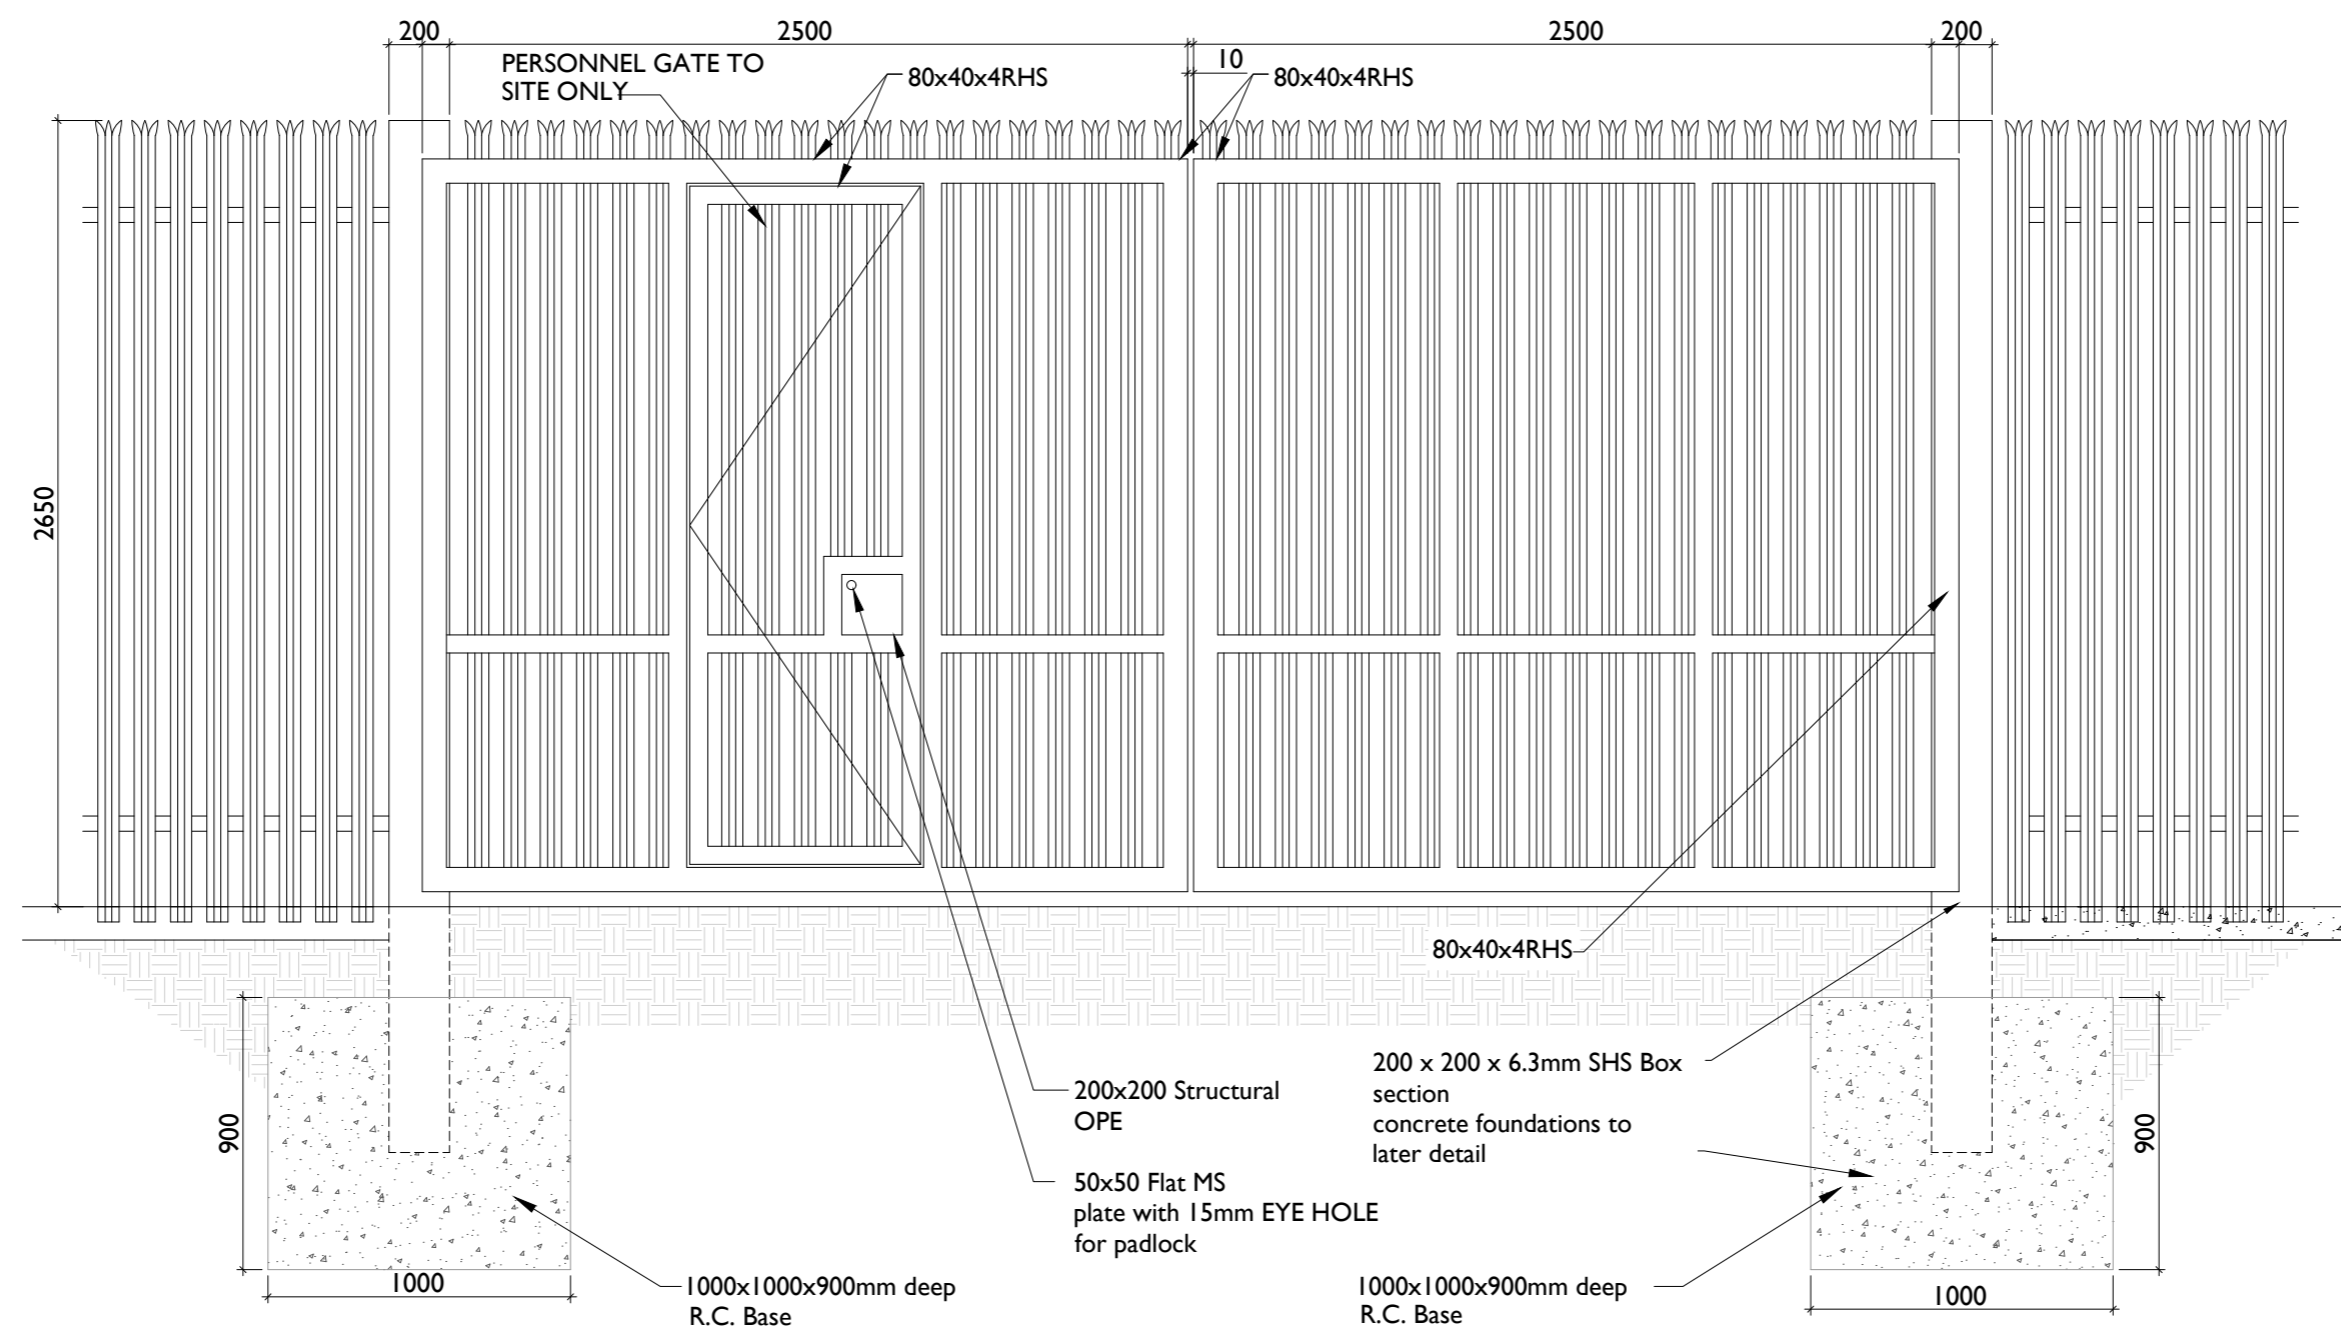 200
2500
2500
200
10
PERSONNEL GATE TO
SITE ONLY
80x40x4RHS
80x40x4RHS
2650
80x40x4RHS
200x200 Structural
OPE
50x50 Flat MS
plate with 15mm EYE HOLE
for padlock
200 x 200 x 6.3mm SHS Box
section
concrete foundations to
later detail
900
900
1000
1000x1000x900mm deep
R.C. Base
1000x1000x900mm deep
R.C. Base
1000